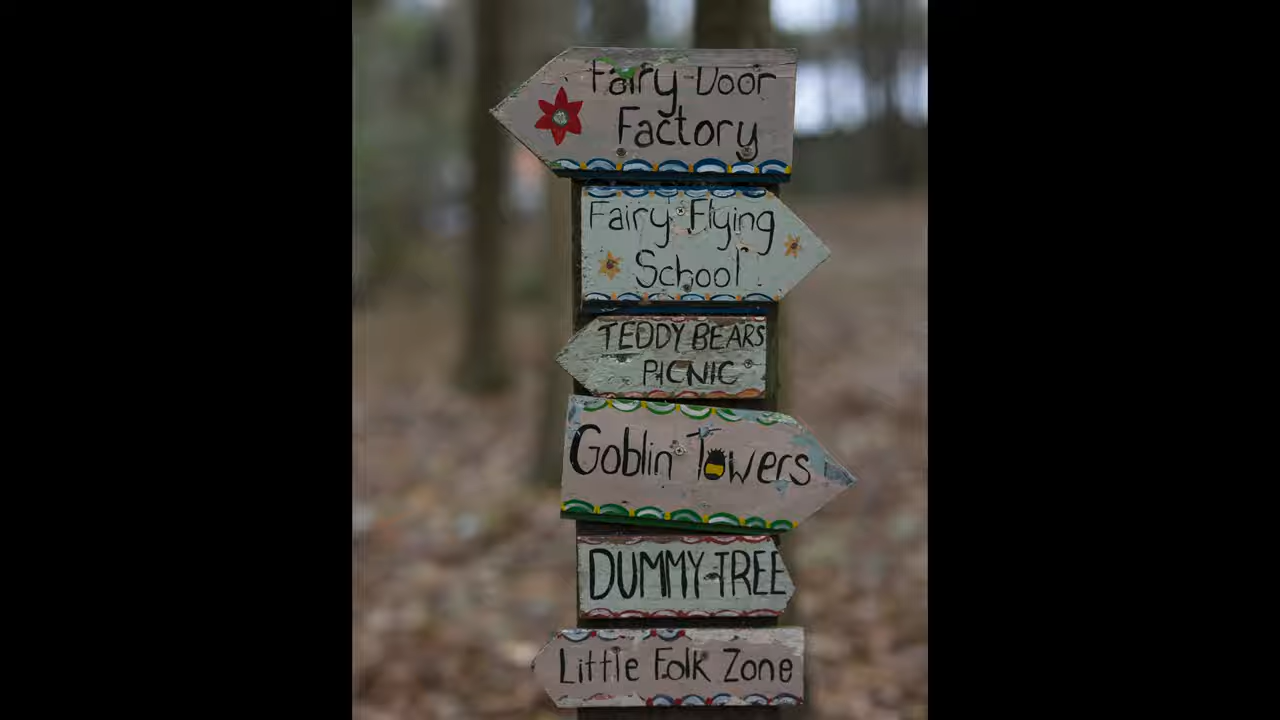 Fairy-Door
Factory
Fairy Flying
School
TEDDY BEARS
PICNIC
Goblin Towers
DUMMY-TREE
Little Folk Zone